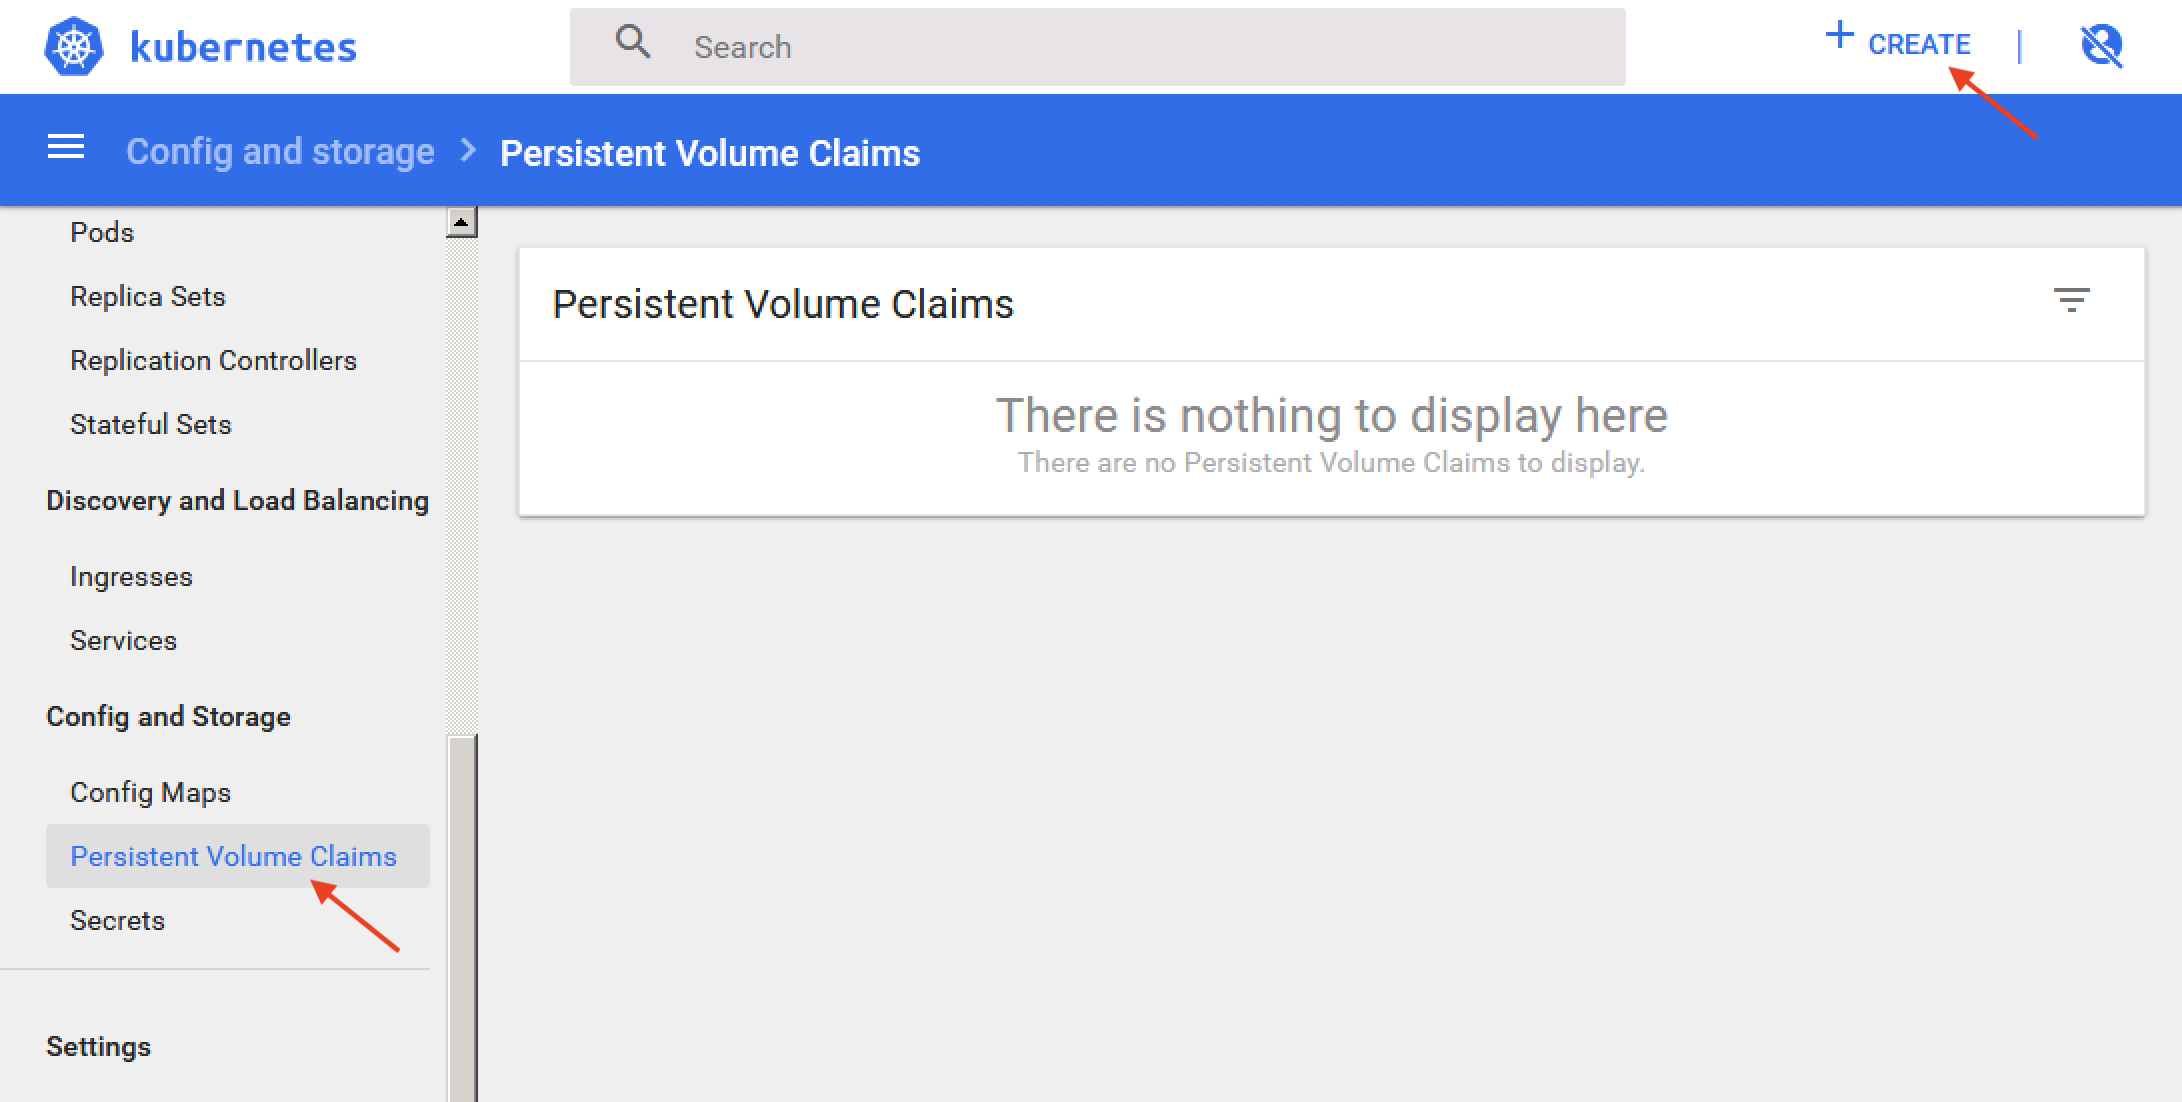 kubernetes
Search
+ CREATE |
Config and storage > Persistent Volume Claims
Pods
Replica Sets
Replication Controllers
Stateful Sets
Discovery and Load Balancing
Ingresses
Services
Config and Storage
Config Maps
Persistent Volume Claims
Secrets
Settings
Persistent Volume Claims
There is nothing to display here
There are no Persistent Volume Claims to display.